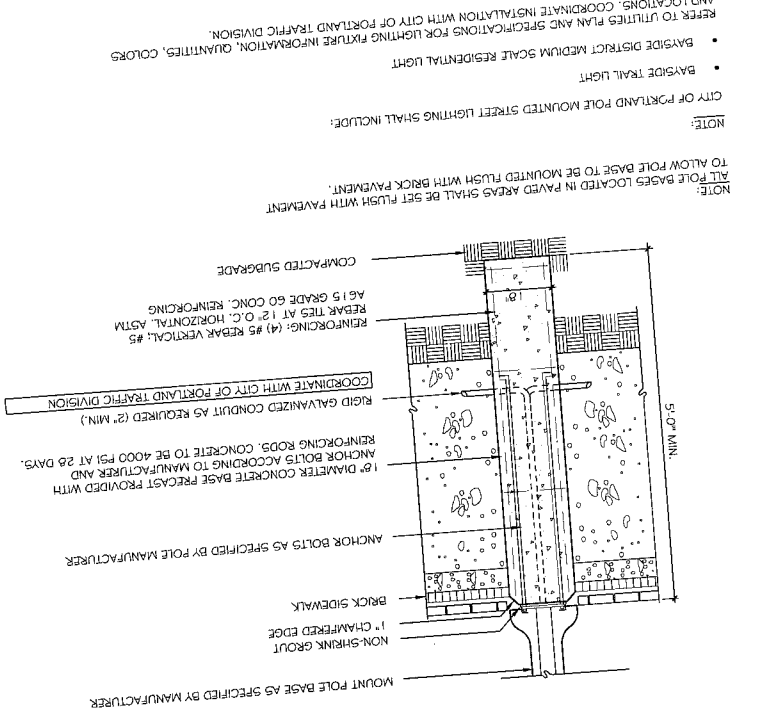 MOUNT POLE BASE AS SPECIFIED BY MANUFACTURER
NON-SHRINK GROUT
1" CHAMFERED EDGE
BRICK SIDEWALK
ANCHOR BOLTS AS SPECIFIED BY POLE MANUFACTURER
18" DIAMETER CONCRETE BASE PRECAST PROVIDED WITH
ANCHOR BOLTS ACCORDING TO MANUFACTURER AND
REINFORCING RODS. CONCRETE TO BE 4000 PSI AT 28 DAYS.
RIGID GALVANIZED CONDUIT AS REQUIRED (2" MIN.)
COORDINATE WITH CITY OF PORTLAND TRAFFIC DIVISION
REINFORCING: (4) #5 REBAR VERTICAL; #5
REBAR TIES AT 12" O.C. HORIZONTAL. ASTM
A615 GRADE 60 CONC. REINFORCING
COMPACTED SUBGRADE
5'-0" MIN.
18"
NOTE:
ALL POLE BASES LOCATED IN PAVED AREAS SHALL BE SET FLUSH WITH PAVEMENT
TO ALLOW POLE BASE TO BE MOUNTED FLUSH WITH BRICK PAVEMENT.
NOTE:
CITY OF PORTLAND POLE MOUNTED STREET LIGHTING SHALL INCLUDE:
• BAYSIDE TRAIL LIGHT
• BAYSIDE DISTRICT MEDIUM SCALE RESIDENTIAL LIGHT
REFER TO UTILITIES PLAN AND SPECIFICATIONS FOR LIGHTING FIXTURE INFORMATION, QUANTITIES, COLORS
AND LOCATIONS. COORDINATE INSTALLATION WITH CITY OF PORTLAND TRAFFIC DIVISION.